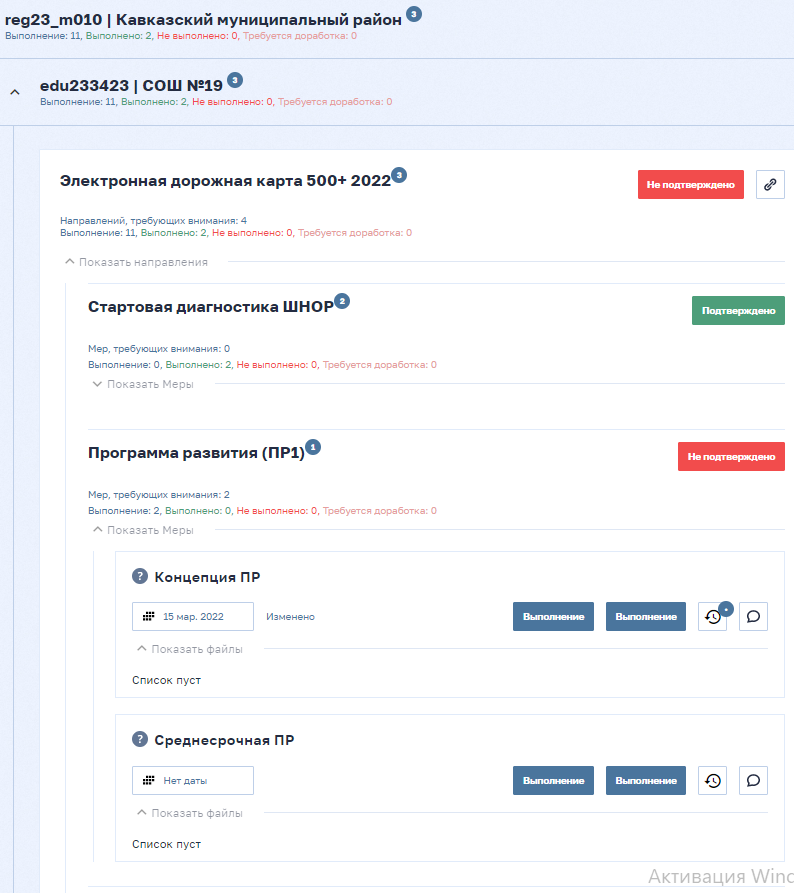 reg23_m010 | Кавказский муниципальный район 3
Выполнение: 11, Выполнено: 2, Не выполнено: 0, Требуется доработка: 0
edu233423 | СОШ №19 3
Выполнение: 11, Выполнено: 2, Не выполнено: 0, Требуется доработка: 0
Электронная дорожная карта 500+ 2022 3
Не подтверждено
Направлений, требующих внимания: 4
Выполнение: 11, Выполнено: 2, Не выполнено: 0, Требуется доработка: 0
Показать направления
Стартовая диагностика ШНОР 2
Подтверждено
Мер, требующих внимания: 0
Выполнение: 0, Выполнено: 2, Не выполнено: 0, Требуется доработка: 0
Показать Меры
Программа развития (ПР1) 1
Не подтверждено
Мер, требующих внимания: 2
Выполнение: 2, Выполнено: 0, Не выполнено: 0, Требуется доработка: 0
Показать Меры
? Концепция ПР
15 мар. 2022 Изменено Выполнение Выполнение
Показать файлы
Список пуст
? Среднесрочная ПР
Нет даты Выполнение Выполнение
Показать файлы
Список пуст
Активация Winc